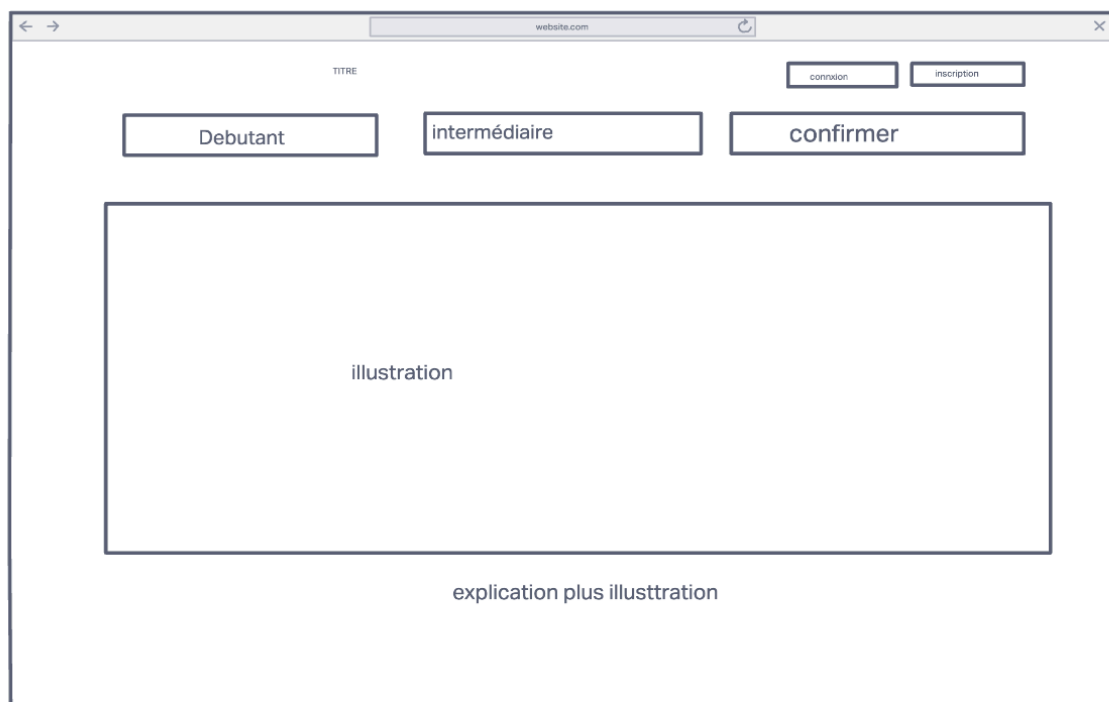 website.com
TITRE
connxion
inscription
Debutant
intermédiaire
confirmer
illustration
explication plus illusttration